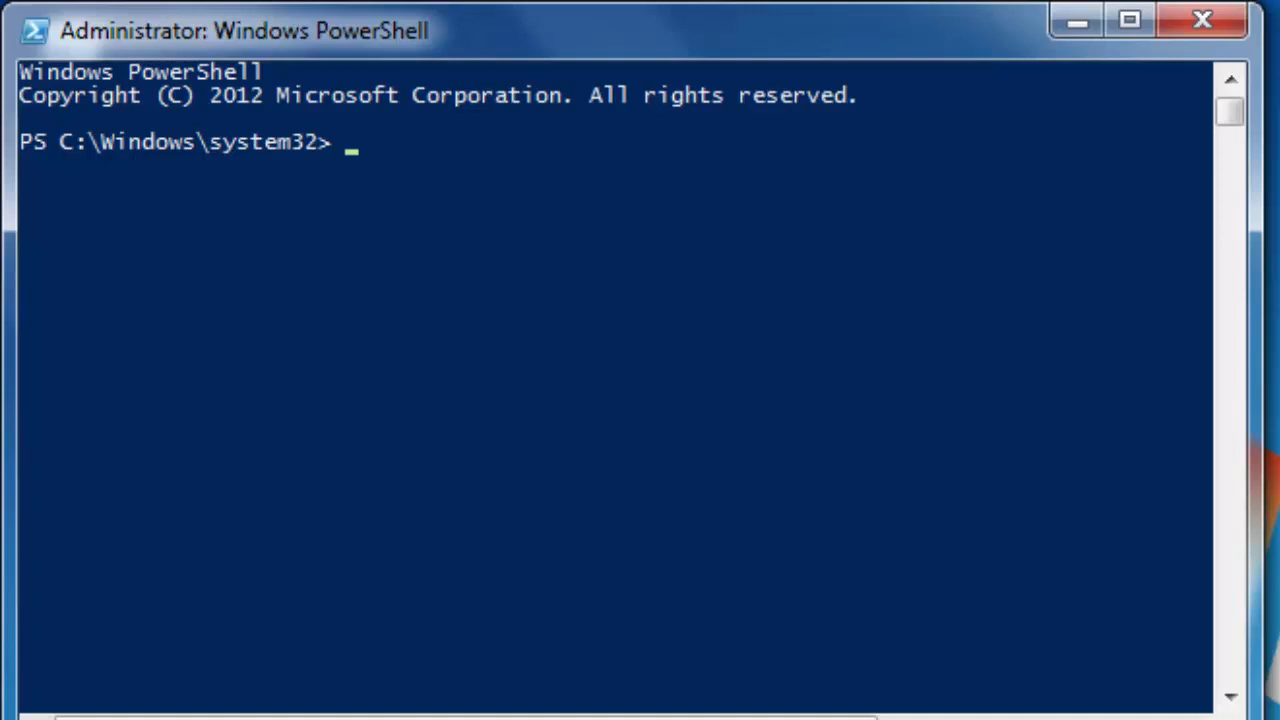 Administrator: Windows PowerShell
Windows PowerShell
Copyright (C) 2012 Microsoft Corporation. All rights reserved.
PS C:\Windows\system32>